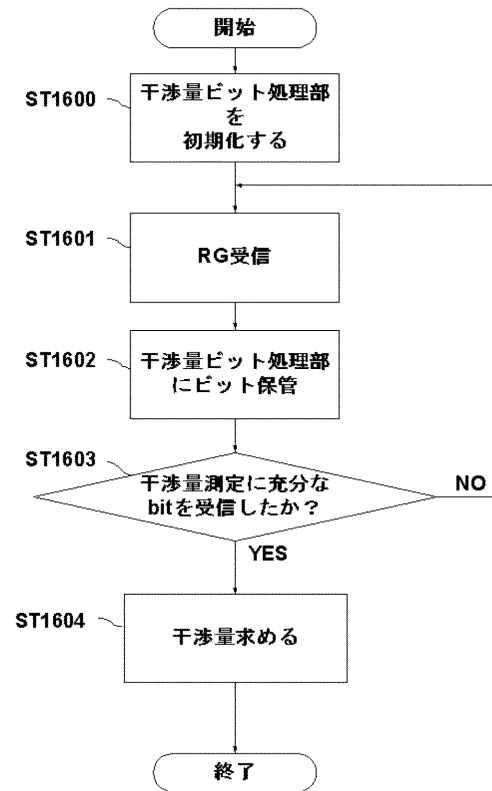 開始
ST1600
干渉量ビット処理部
を
初期化する
ST1601
RG受信
ST1602
干渉量ビット処理部
にビット保管
ST1603
干渉量測定に充分な
bitを受信したか？
NO
YES
ST1604
干渉量求める
終了